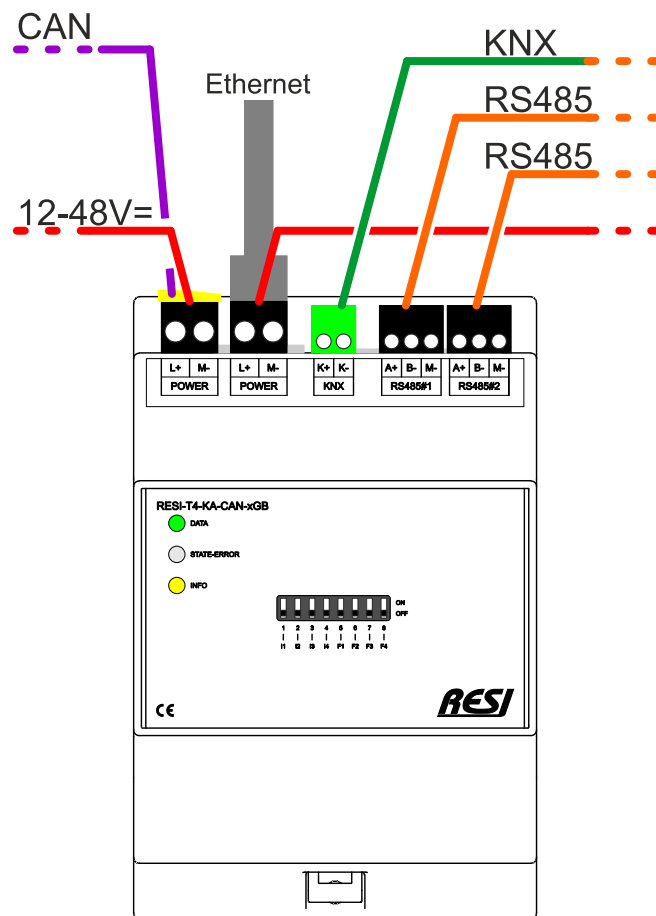 CAN
KNX
Ethernet
RS485
RS485
12-48V=
L+ M- L+ M- K+ K- A+ B- M- A+ B- M-
POWER POWER KNX RS485#1 RS485#2
RESI-T4-KA-CAN-xGB
DATA
STATE-ERROR
INFO
ON
OFF
1 2 3 4 5 6 7 8
I1 I2 I3 I4 F1 F2 F3 F4
CE RESI